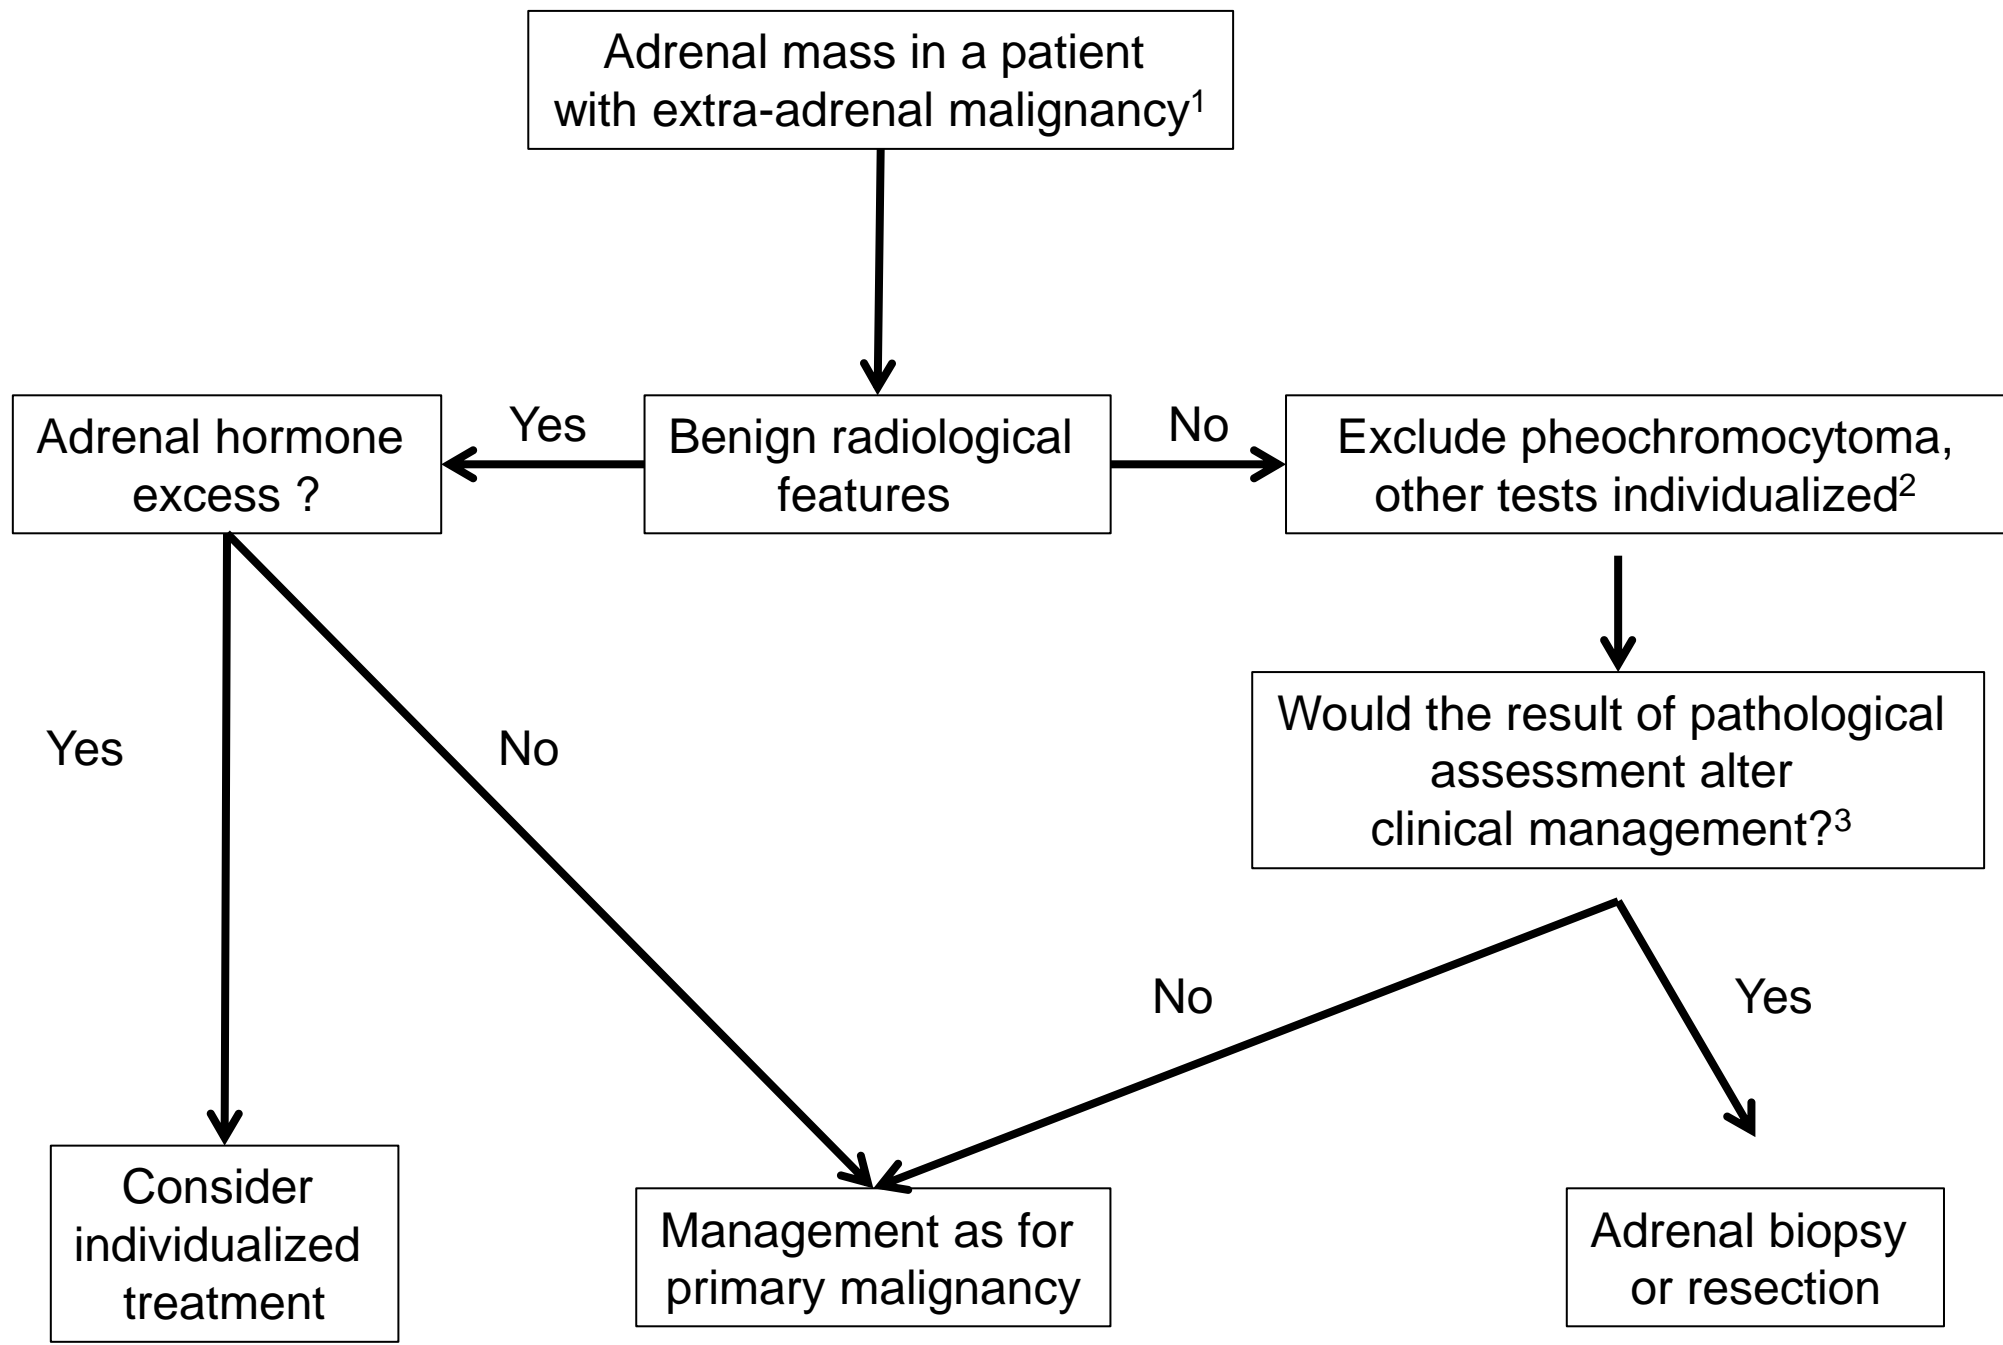 Adrenal mass in a patient
with extra-adrenal malignancy¹
Adrenal hormone
excess ?
Yes
Benign radiological
features
No
Exclude pheochromocytoma,
other tests individualized²
Would the result of pathological
assessment alter
clinical management?³
Yes
No
No
Yes
Consider
individualized
treatment
Management as for
primary malignancy
Adrenal biopsy
or resection